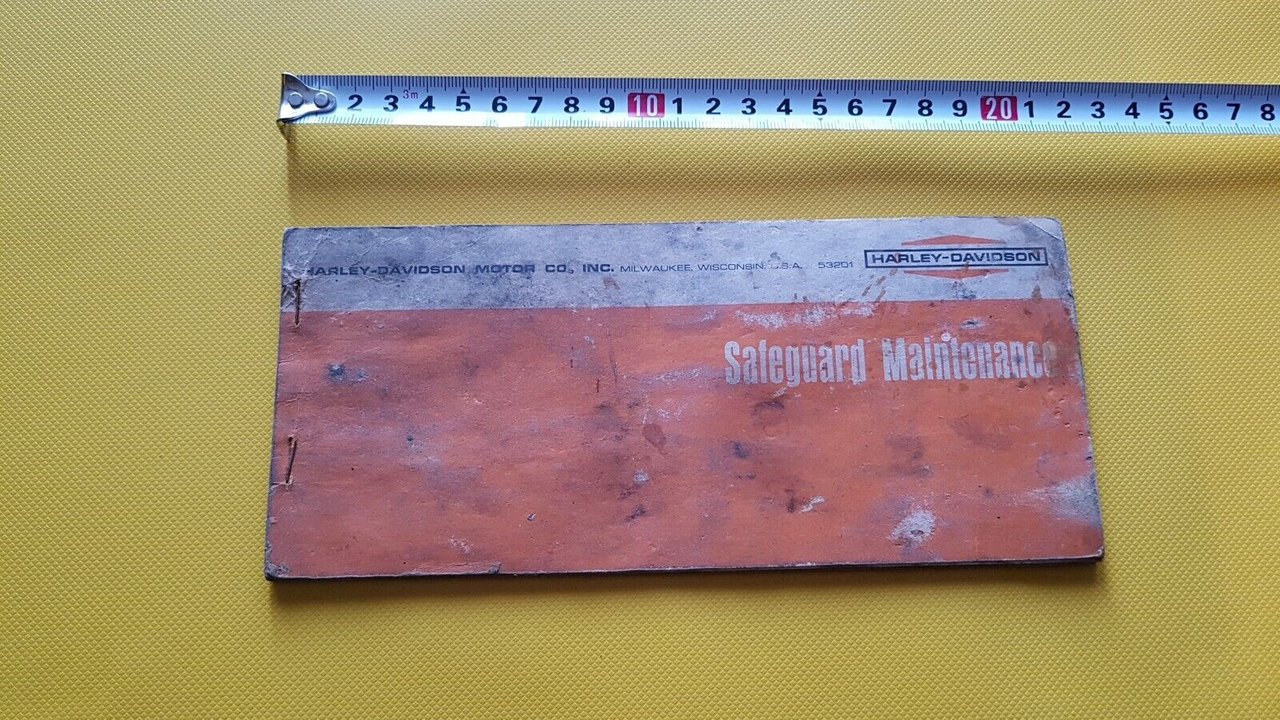 2 3 3m 4 5 6 7 8 9 10 1 2 3 4 5 6 7 8 9 20 1 2 3 4 5 6 7 8
HARLEY-DAVIDSON MOTOR CO., INC. MILWAUKEE, WISCONSIN, U.S.A. 53201
HARLEY-DAVIDSON
Safeguard Maintenance